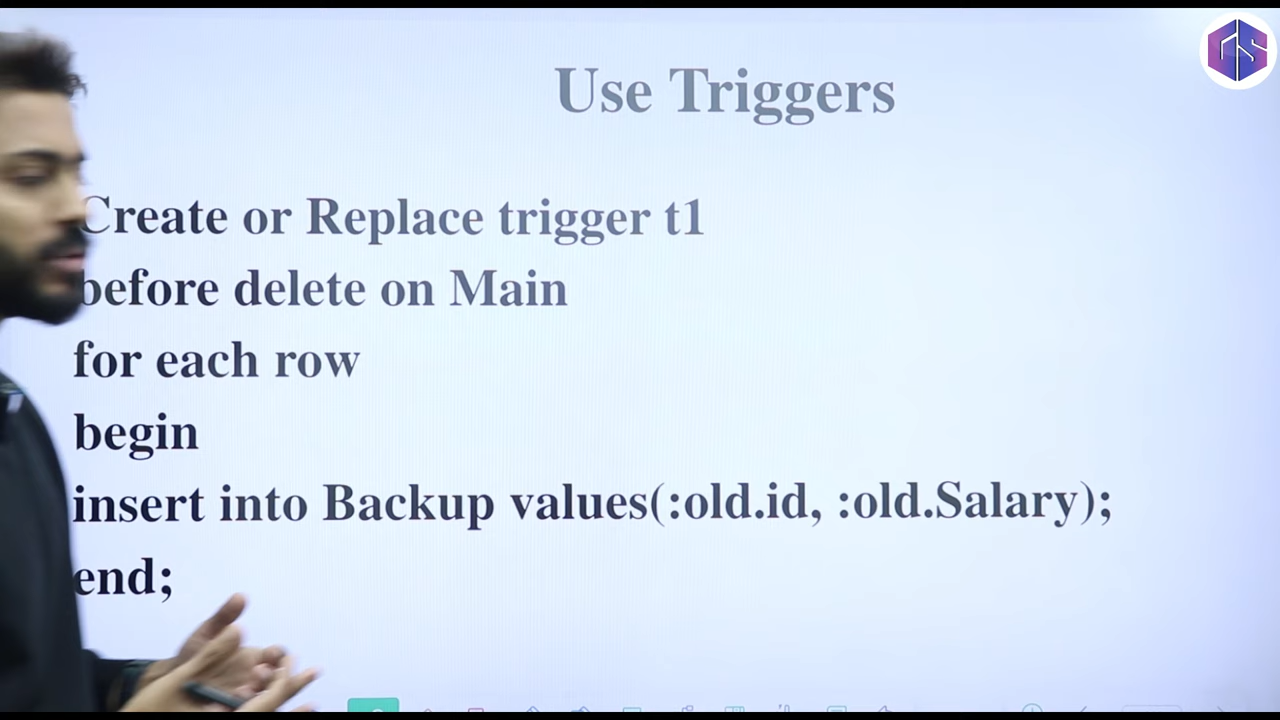 Use Triggers
Create or Replace trigger t1
before delete on Main
for each row
begin
insert into Backup values(:old.id, :old.Salary);
end;